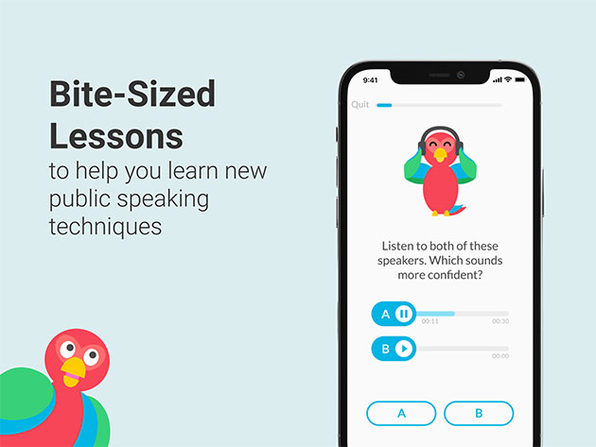 Bite-Sized
Lessons
to help you learn new
public speaking
techniques
9:41
Quit
Listen to both of these
speakers. Which sounds
more confident?
A
00:11 00:30
B
00:00
A B